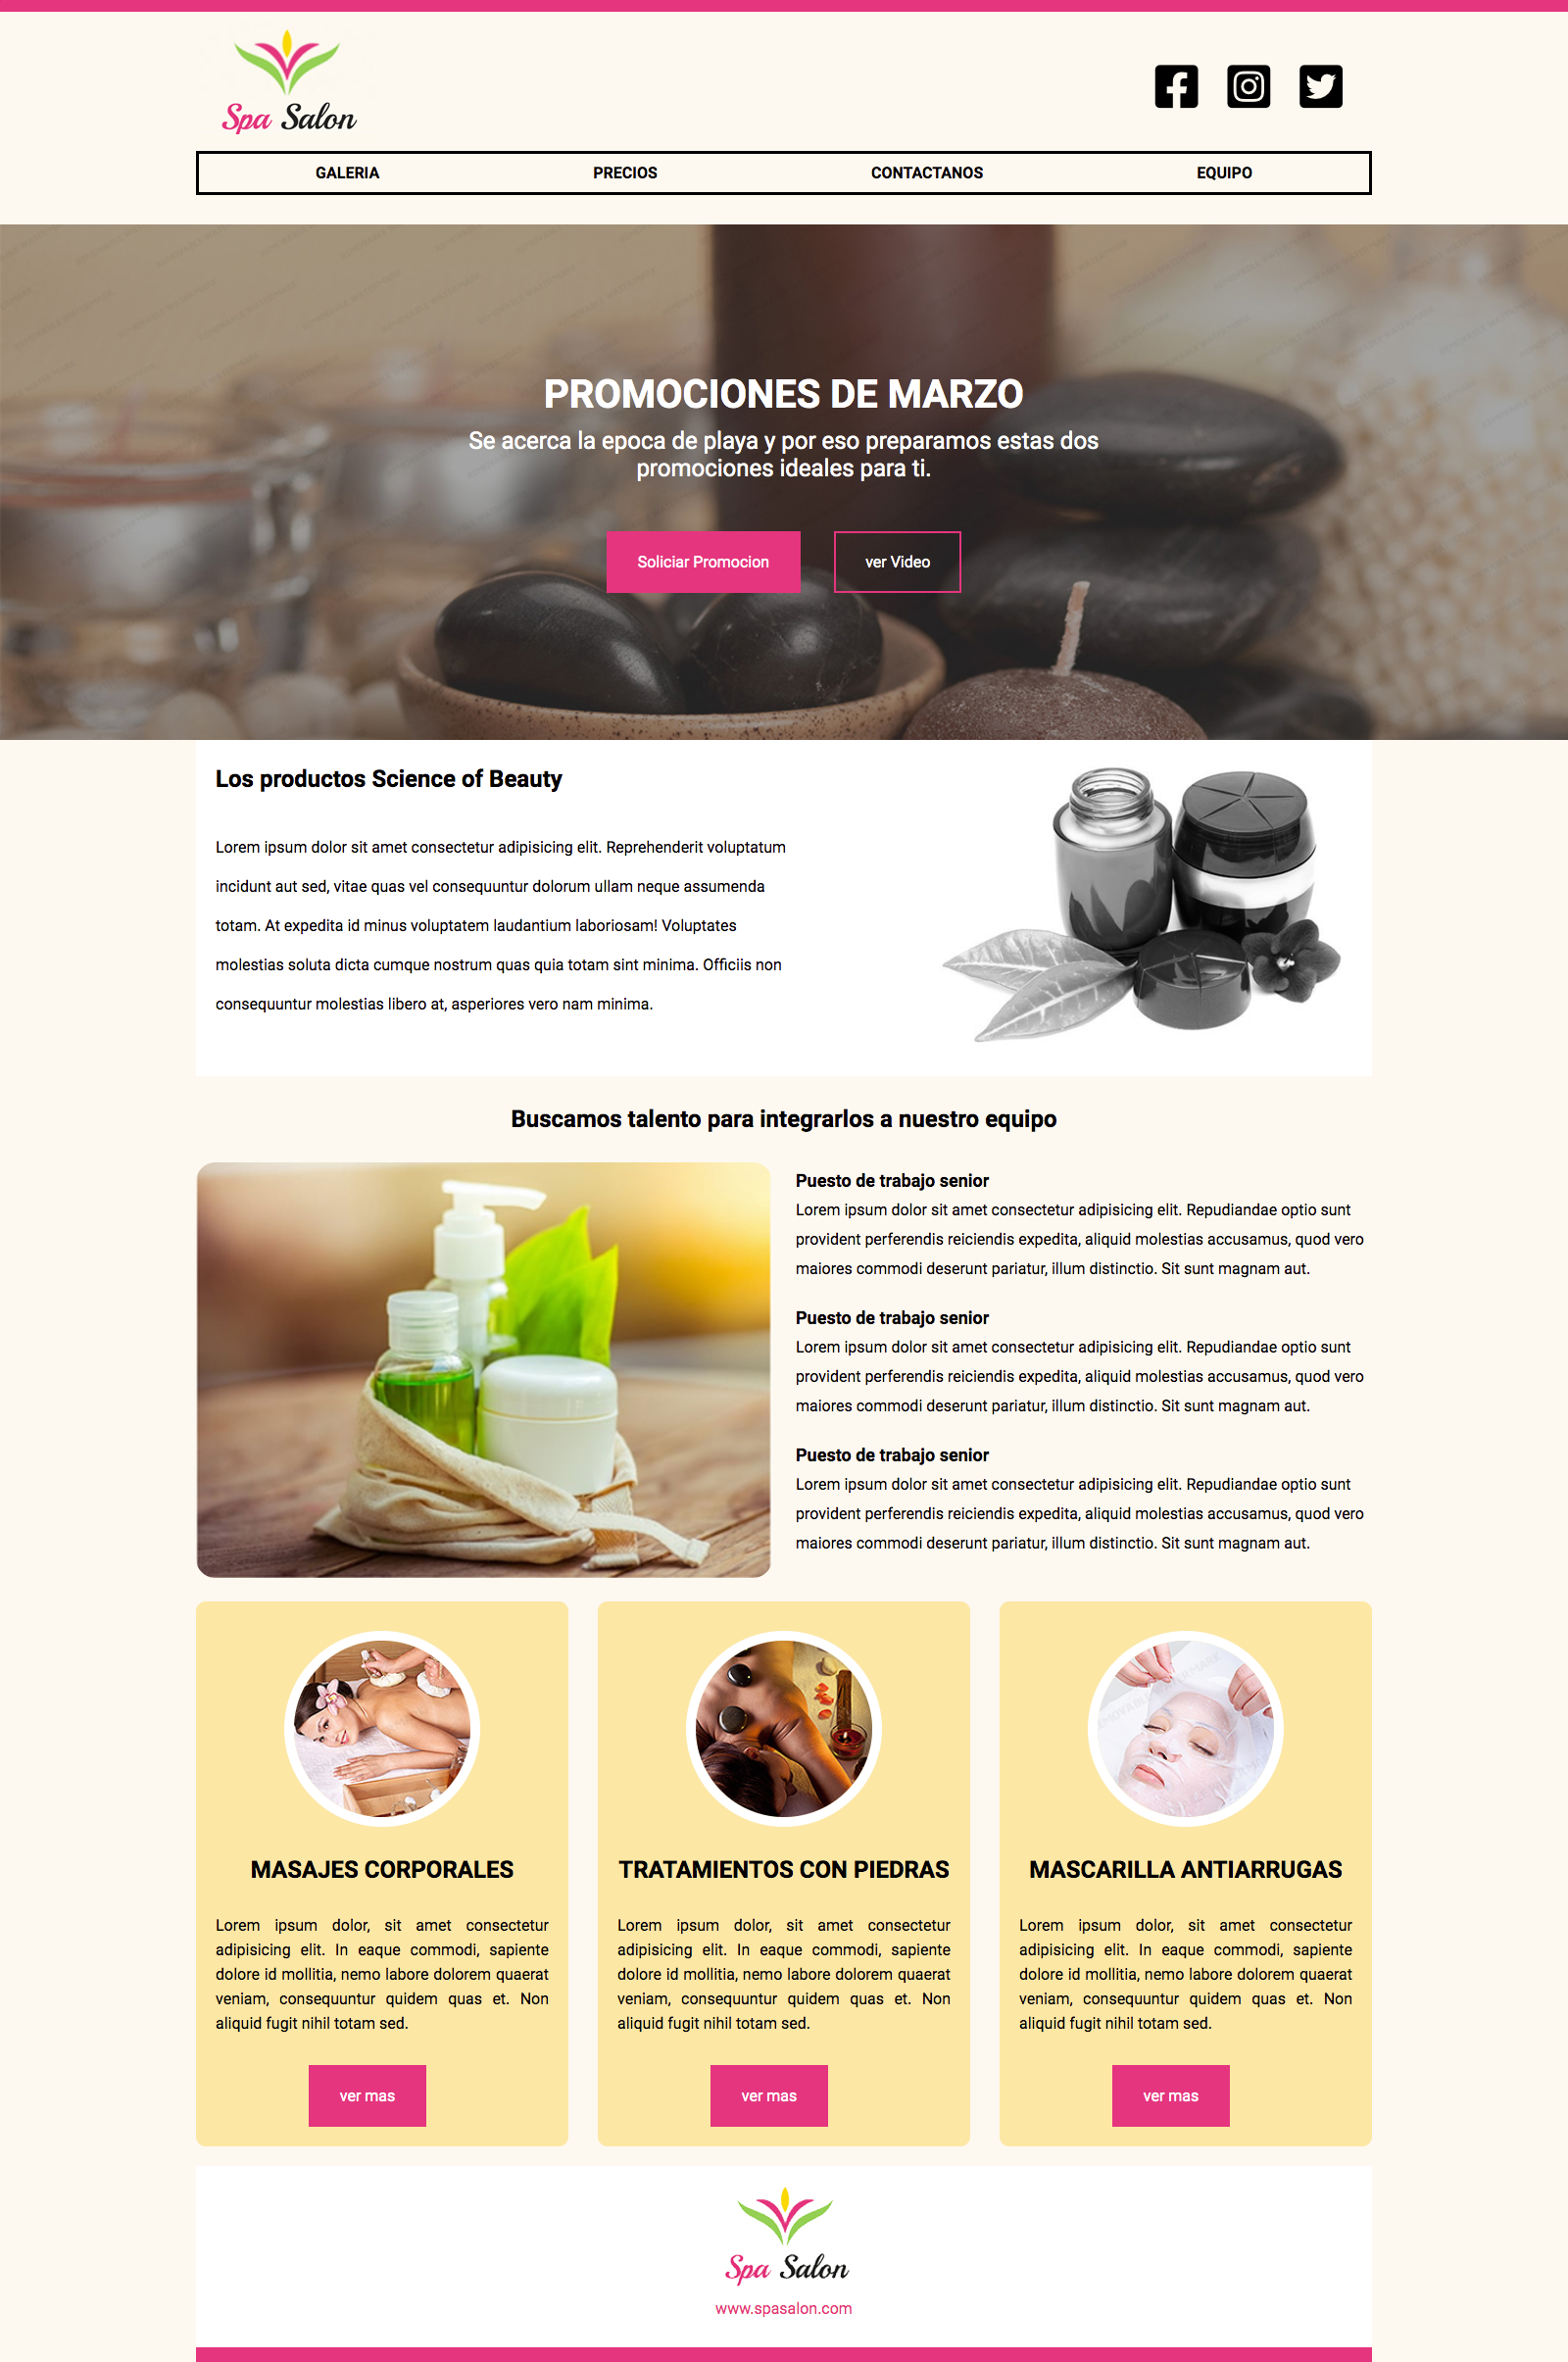 Spa Salon
GALERIA
PRECIOS
CONTACTANOS
EQUIPO
PROMOCIONES DE MARZO
Se acerca la epoca de playa y por eso preparamos estas dos
promociones ideales para ti.
Soliciar Promocion
ver Video
Los productos Science of Beauty
Lorem ipsum dolor sit amet consectetur adipisicing elit. Reprehenderit voluptatum
incidunt aut sed, vitae quas vel consequuntur dolorum ullam neque assumenda
totam. At expedita id minus voluptatem laudantium laboriosam! Voluptates
molestias soluta dicta cumque nostrum quas quia totam sint minima. Officiis non
consequuntur molestias libero at, asperiores vero nam minima.
Buscamos talento para integrarlos a nuestro equipo
Puesto de trabajo senior
Lorem ipsum dolor sit amet consectetur adipisicing elit. Repudiandae optio sunt
provident perferendis reiciendis expedita, aliquid molestias accusamus, quod vero
maiores commodi deserunt pariatur, illum distinctio. Sit sunt magnam aut.
Puesto de trabajo senior
Lorem ipsum dolor sit amet consectetur adipisicing elit. Repudiandae optio sunt
provident perferendis reiciendis expedita, aliquid molestias accusamus, quod vero
maiores commodi deserunt pariatur, illum distinctio. Sit sunt magnam aut.
Puesto de trabajo senior
Lorem ipsum dolor sit amet consectetur adipisicing elit. Repudiandae optio sunt
provident perferendis reiciendis expedita, aliquid molestias accusamus, quod vero
maiores commodi deserunt pariatur, illum distinctio. Sit sunt magnam aut.
MASAJES CORPORALES
Lorem ipsum dolor, sit amet consectetur
adipisicing elit. In eaque commodi, sapiente
dolore id mollitia, nemo labore dolorem quaerat
veniam, consequuntur quidem quas et. Non
aliquid fugit nihil totam sed.
ver mas
TRATAMIENTOS CON PIEDRAS
Lorem ipsum dolor, sit amet consectetur
adipisicing elit. In eaque commodi, sapiente
dolore id mollitia, nemo labore dolorem quaerat
veniam, consequuntur quidem quas et. Non
aliquid fugit nihil totam sed.
ver mas
MASCARILLA ANTIARRUGAS
Lorem ipsum dolor, sit amet consectetur
adipisicing elit. In eaque commodi, sapiente
dolore id mollitia, nemo labore dolorem quaerat
veniam, consequuntur quidem quas et. Non
aliquid fugit nihil totam sed.
ver mas
Spa Salon
www.spasalon.com